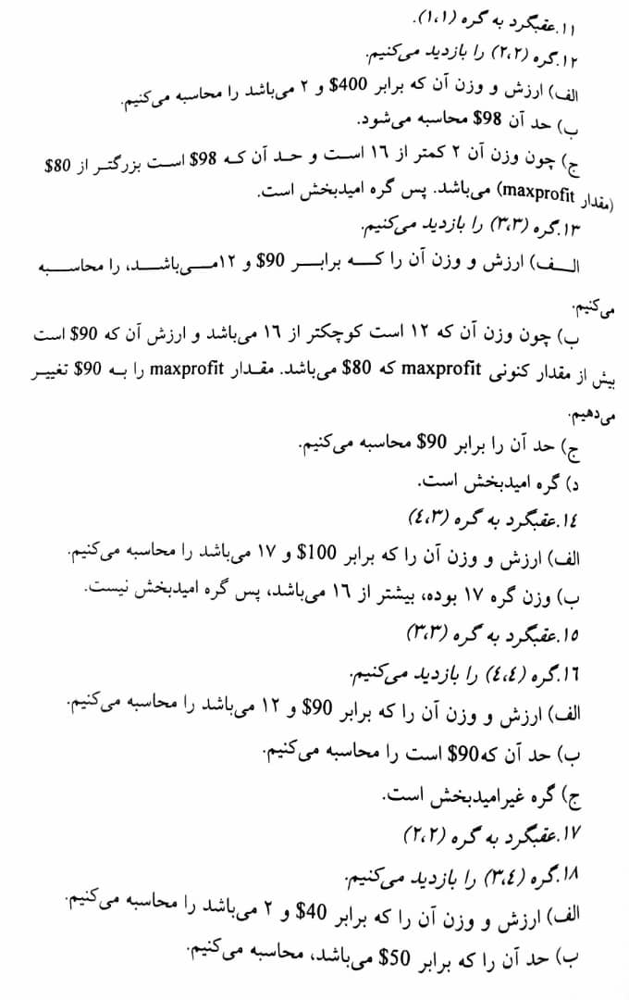 ۱۱.عقبگرد به گره (۱،۱).
۱۲.گره (۲،۲) را بازدید می‌کنیم.
الف) ارزش و وزن آن که برابر $400 و ۲ می‌باشد را محاسبه می‌کنیم.
ب) حد آن $98 محاسبه می‌شود.
ج) چون وزن آن ۲ کمتر از ۱۶ است و حد آن که $98 است بزرگتر از $80
(مقدار maxprofit) می‌باشد. پس گره امیدبخش است.
۱۳.گره (۳،۳) را بازدید می‌کنیم.
الف) ارزش و وزن آن را که برابر $90 و ۱۲می‌باشد، را محاسبه
می‌کنیم.
ب) چون وزن آن که ۱۲ است کوچکتر از ۱۶ می‌باشد و ارزش آن که $90 است
بیش از مقدار کنونی maxprofit که $80 می‌باشد. مقدار maxprofit را به $90 تغییر
می‌دهیم.
ج) حد آن را برابر $90 محاسبه می‌کنیم.
د) گره امیدبخش است.
۱۴.عقبگرد به گره (۴،۳)
الف) ارزش و وزن آن را که برابر $100 و ۱۷ می‌باشد را محاسبه می‌کنیم.
ب) وزن گره ۱۷ بوده، بیشتر از ۱۶ می‌باشد، پس گره امیدبخش نیست.
۱۵.عقبگرد به گره (۳،۳)
۱۶.گره (۴،۴) را بازدید می‌کنیم.
الف) ارزش و وزن آن را که برابر $90 و ۱۲ می‌باشد را محاسبه می‌کنیم.
ب) حد آن که$90 است را محاسبه می‌کنیم.
ج) گره غیرامیدبخش است.
۱۷.عقبگرد به گره (۲،۲)
۱۸.گره (۳،۴) را بازدید می‌کنیم.
الف) ارزش و وزن آن را که برابر $40 و ۲ می‌باشد را محاسبه می‌کنیم.
ب) حد آن را که برابر $50 می‌باشد، محاسبه می‌کنیم.